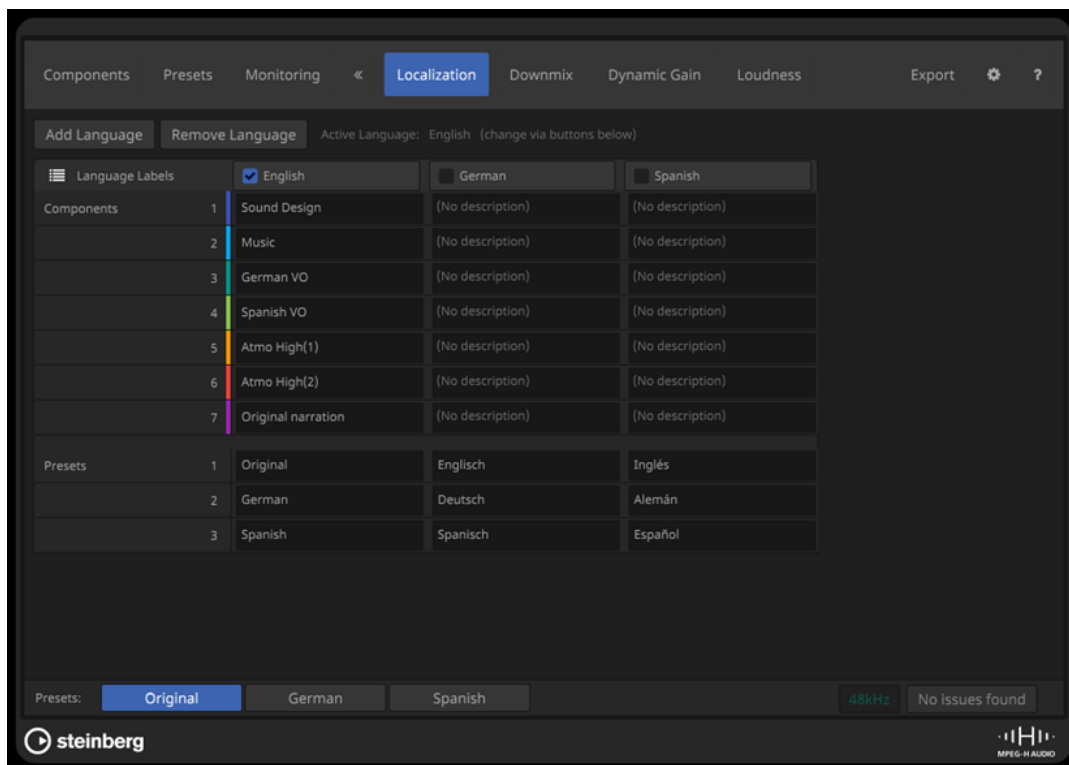 Components Presets Monitoring « Localization Downmix Dynamic Gain Loudness Export ?
Add Language Remove Language Active Language: English (change via buttons below)
Language Labels English German Spanish
Components 1 Sound Design (No description) (No description)
2 Music (No description) (No description)
3 German VO (No description) (No description)
4 Spanish VO (No description) (No description)
5 Atmo High(1) (No description) (No description)
6 Atmo High(2) (No description) (No description)
7 Original narration (No description) (No description)
Presets 1 Original Englisch Inglés
2 German Deutsch Alemán
3 Spanish Spanisch Español
Presets: Original German Spanish 48kHz No issues found
steinberg
MPEG-H AUDIO